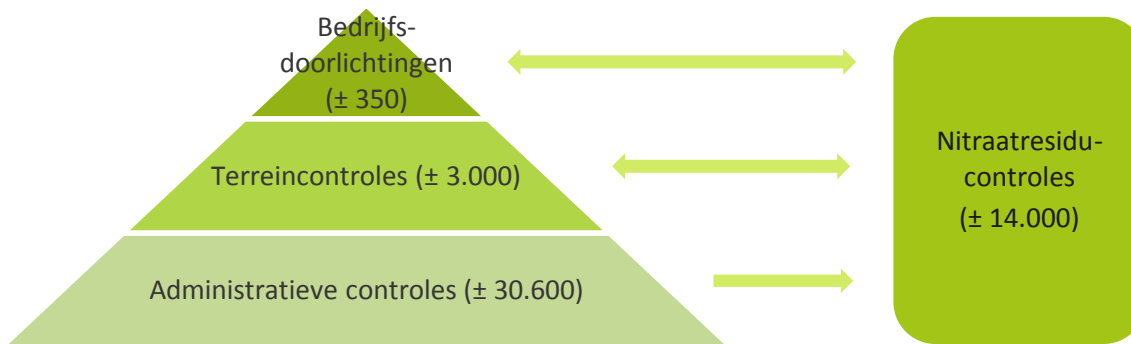 Bedrijfs-
doorlichtingen
(± 350)
Terreincontroles (± 3.000)
Administratieve controles (± 30.600)
Nitraatresidu-
controles
(± 14.000)